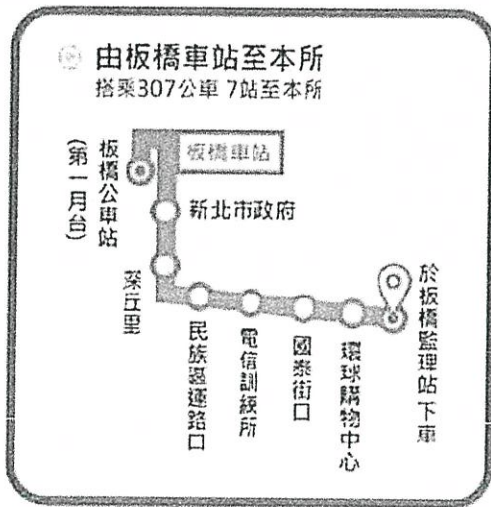 由板橋車站至本所
搭乘307公車 7站至本所
板橋車站
板橋公車站
(第一月台)
新北市政府
深丘里
民族區運路口
電信訓練所
國泰街口
環球購物中心
於板橋監理站下車